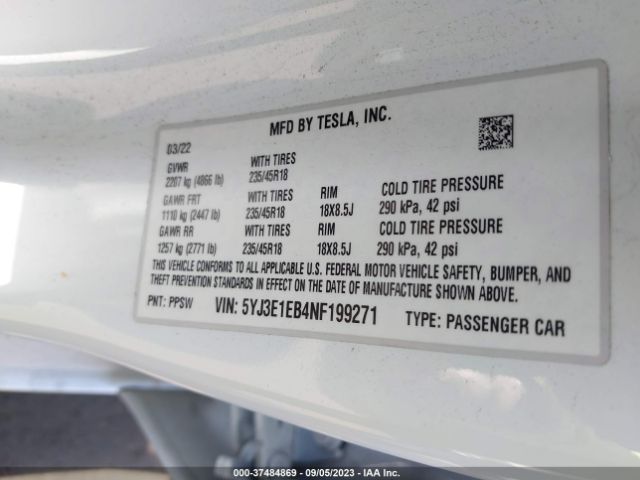 MFD BY TESLA, INC.
03/22
GVWR WITH TIRES
2207 kg (4866 lb) 235/45R18
GAWR FRT WITH TIRES RIM COLD TIRE PRESSURE
1110 kg (2447 lb) 235/45R18 18X8.5J 290 kPa, 42 psi
GAWR RR WITH TIRES RIM COLD TIRE PRESSURE
1257 kg (2771 lb) 235/45R18 18X8.5J 290 kPa, 42 psi
THIS VEHICLE CONFORMS TO ALL APPLICABLE U.S. FEDERAL MOTOR VEHICLE SAFETY, BUMPER, AND
THEFT PREVENTION STANDARDS IN EFFECT ON THE DATE OF MANUFACTURE SHOWN ABOVE.
PNT: PPSW VIN: 5YJ3E1EB4NF199271 TYPE: PASSENGER CAR
000-37484869 - 09/05/2023 - IAA Inc.